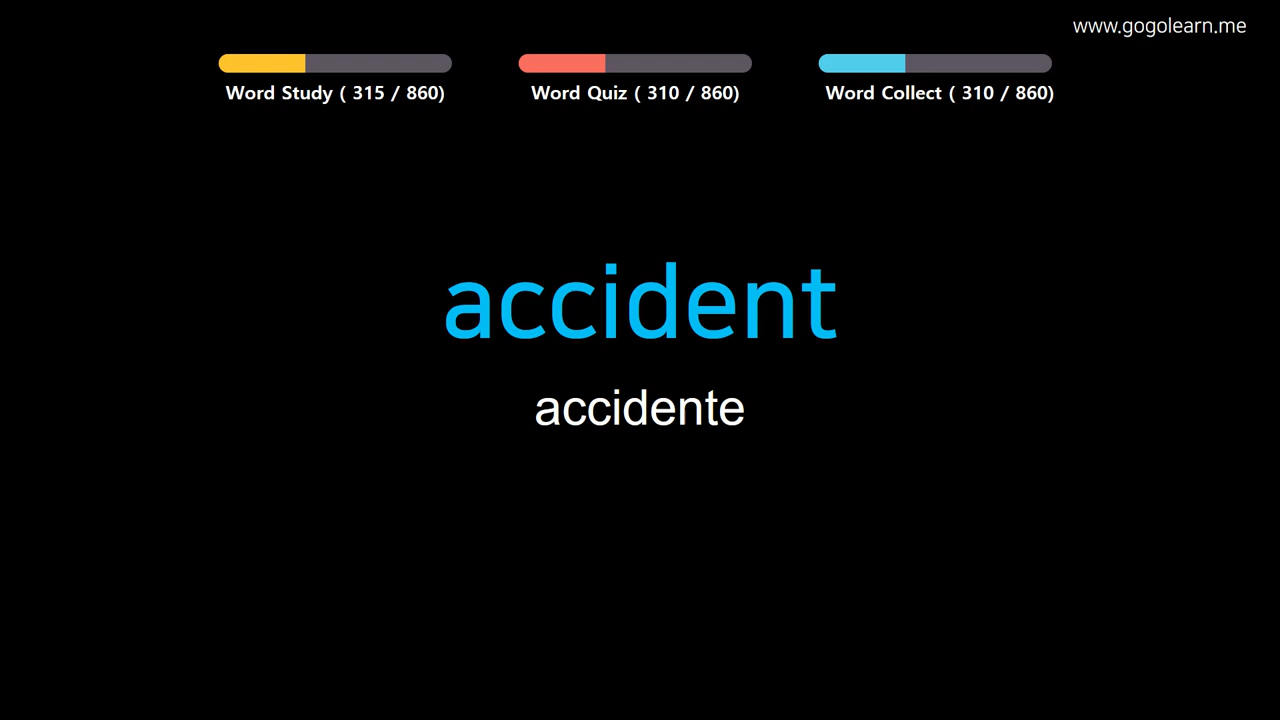 www.gogolearn.me
Word Study ( 315 / 860)
Word Quiz ( 310 / 860)
Word Collect ( 310 / 860)
accident
accidente